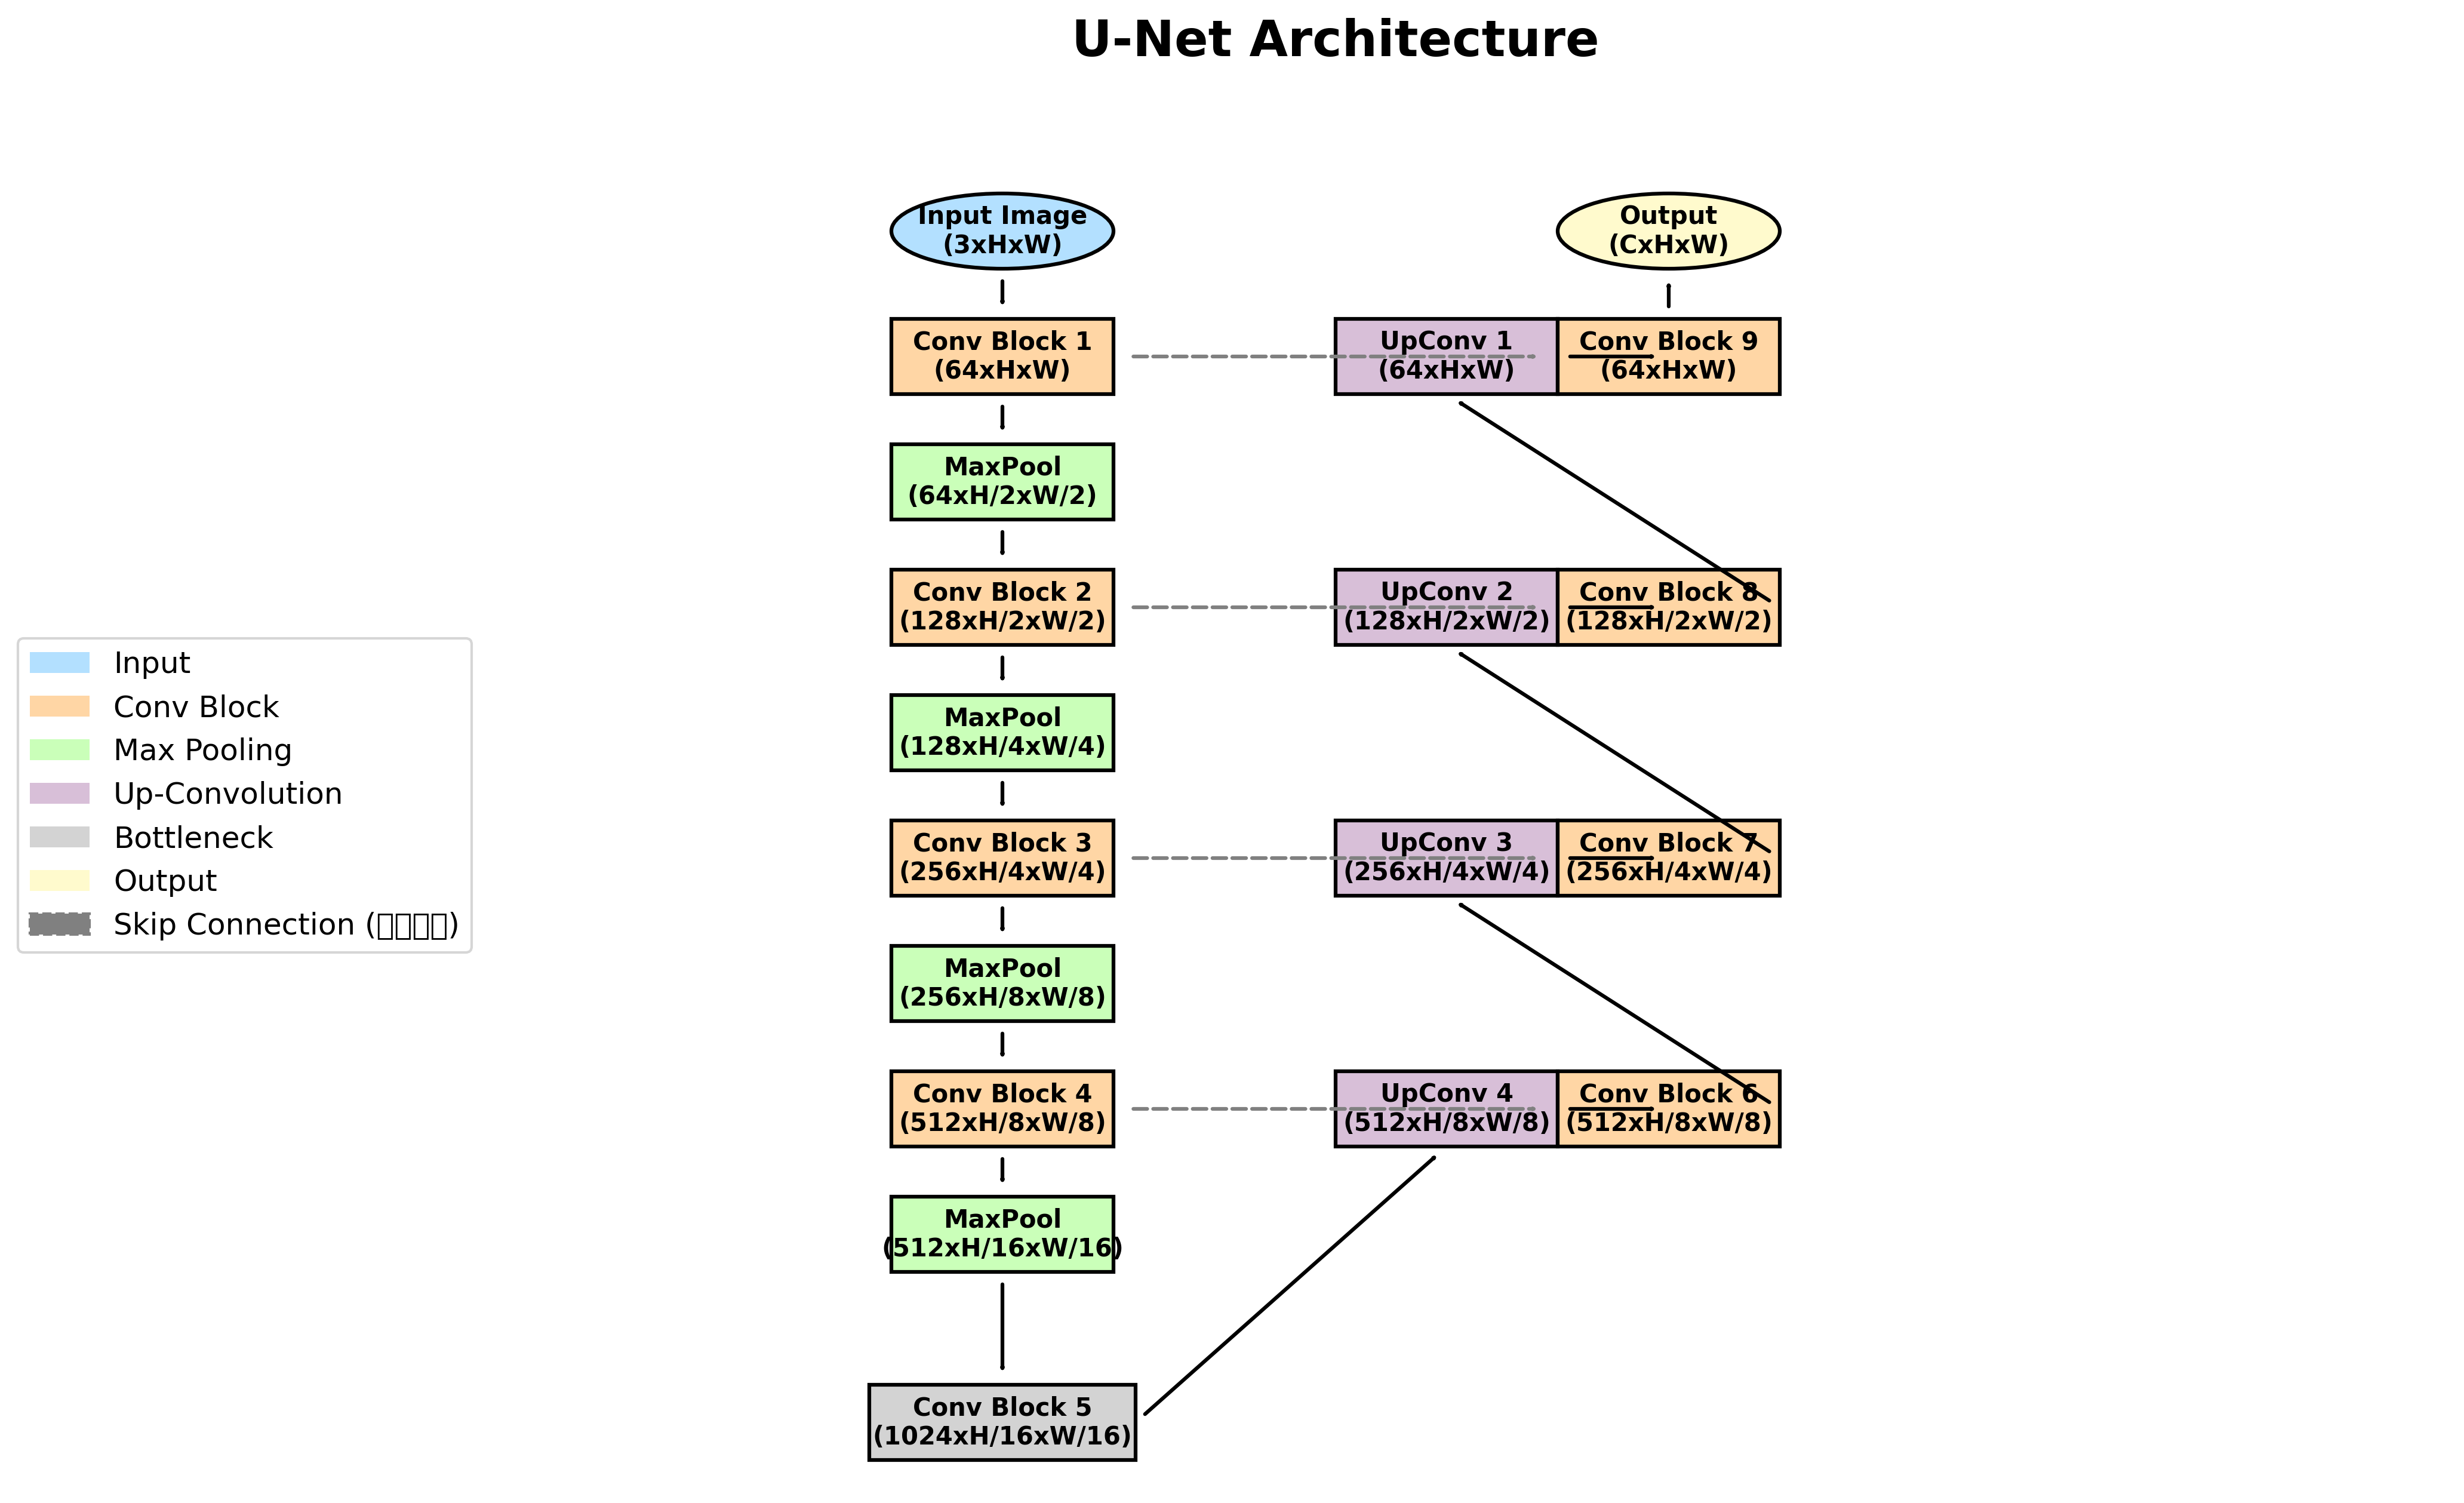 U-Net Architecture
Input Image
(3xHxW)
Output
(CxHxW)
Conv Block 1
(64xHxW)
UpConv 1
(64xHxW)
Conv Block 9
(64xHxW)
MaxPool
(64xH/2xW/2)
Conv Block 2
(128xH/2xW/2)
UpConv 2
(128xH/2xW/2)
Conv Block 8
(128xH/2xW/2)
MaxPool
(128xH/4xW/4)
Conv Block 3
(256xH/4xW/4)
UpConv 3
(256xH/4xW/4)
Conv Block 7
(256xH/4xW/4)
MaxPool
(256xH/8xW/8)
Conv Block 4
(512xH/8xW/8)
UpConv 4
(512xH/8xW/8)
Conv Block 6
(512xH/8xW/8)
MaxPool
(512xH/16xW/16)
Conv Block 5
(1024xH/16xW/16)
Input
Conv Block
Max Pooling
Up-Convolution
Bottleneck
Output
Skip Connection (□□□□)